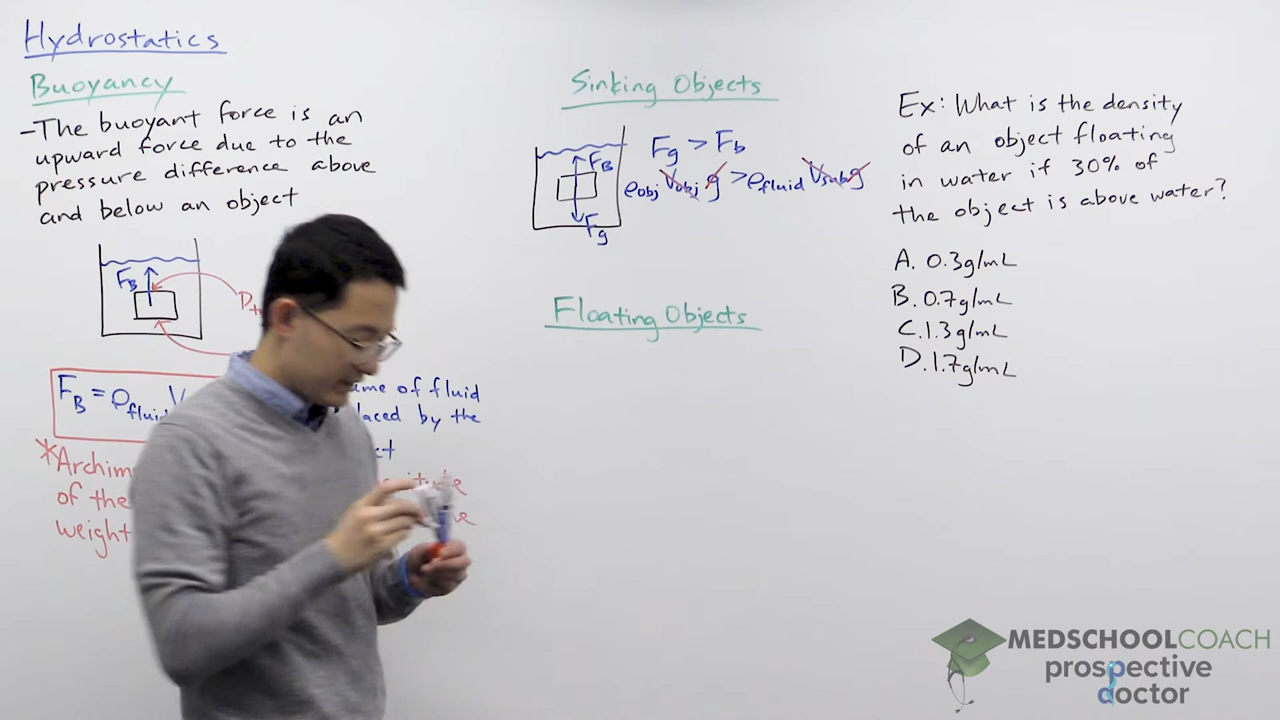 Hydrostatics
Buoyancy
-The buoyant force is an
upward force due to the
pressure difference above
and below an object
FB
FB = ρfluid V
of fluid
by the
*
of the
weight
Sinking Objects
FB
Fg
Fg > Fb
ρobj Vobj g > ρfluid Vsub g
Floating Objects
Ex: What is the density
of an object floating
in water if 30% of
the object is above water?
A. 0.3g/mL
B. 0.7g/mL
C. 1.3g/mL
D. 1.7g/mL
MEDSCHOOLCOACH
prospective
doctor